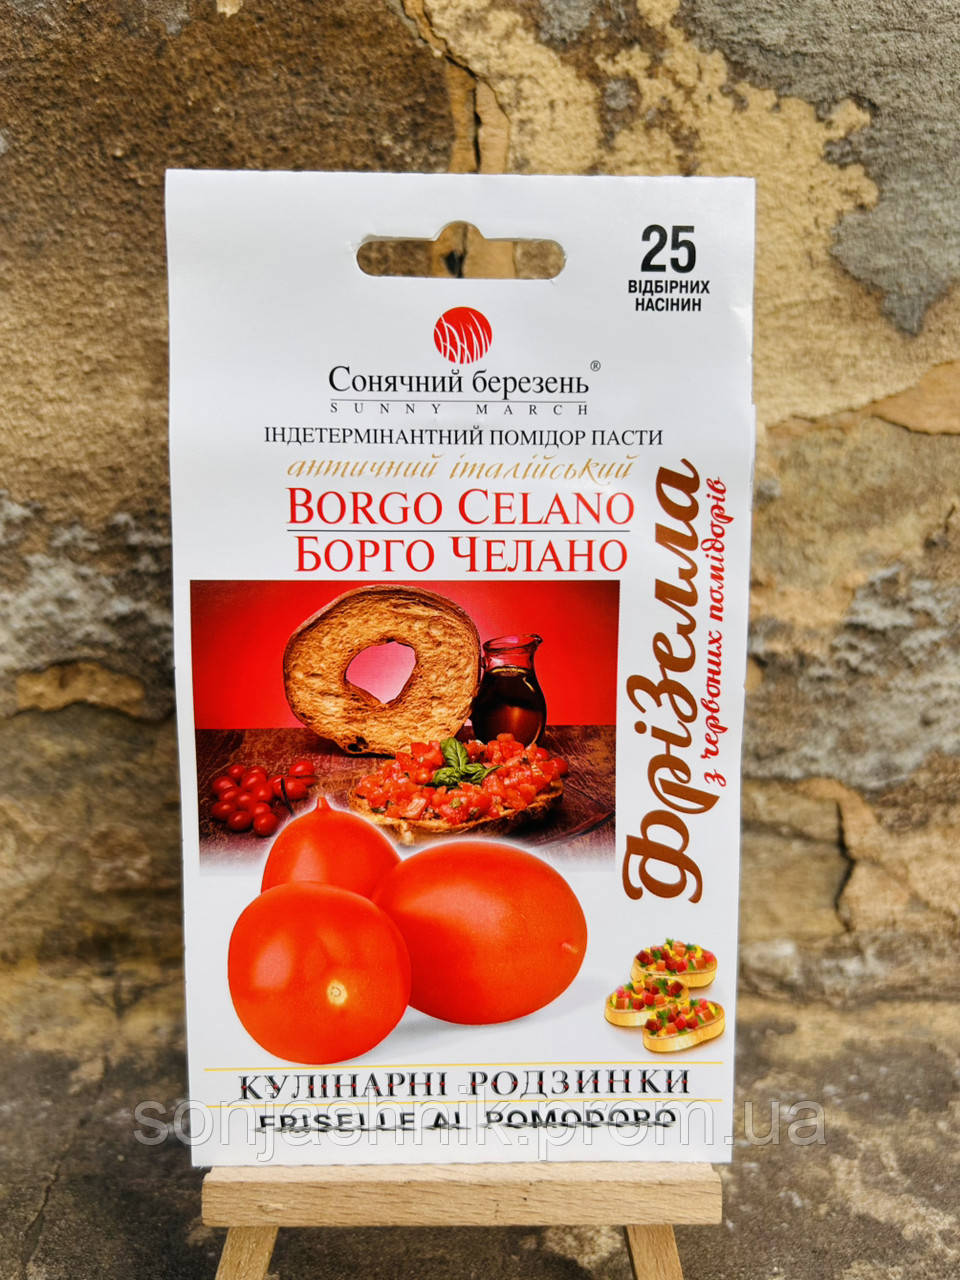 25
ВІДБІРНИХ
НАСІНИН
Сонячний березень®
SUNNY MARCH
ІНДЕТЕРМІНАНТНИЙ ПОМІДОР ПАСТИ
античний італійський
BORGO CELANO
БОРГО ЧЕЛАНО
Фрізелла
з червоних помідорів
КУЛІНАРНІ РОДЗИНКИ
FRISELLE AL POMODORO
sonjashnik.prom.ua